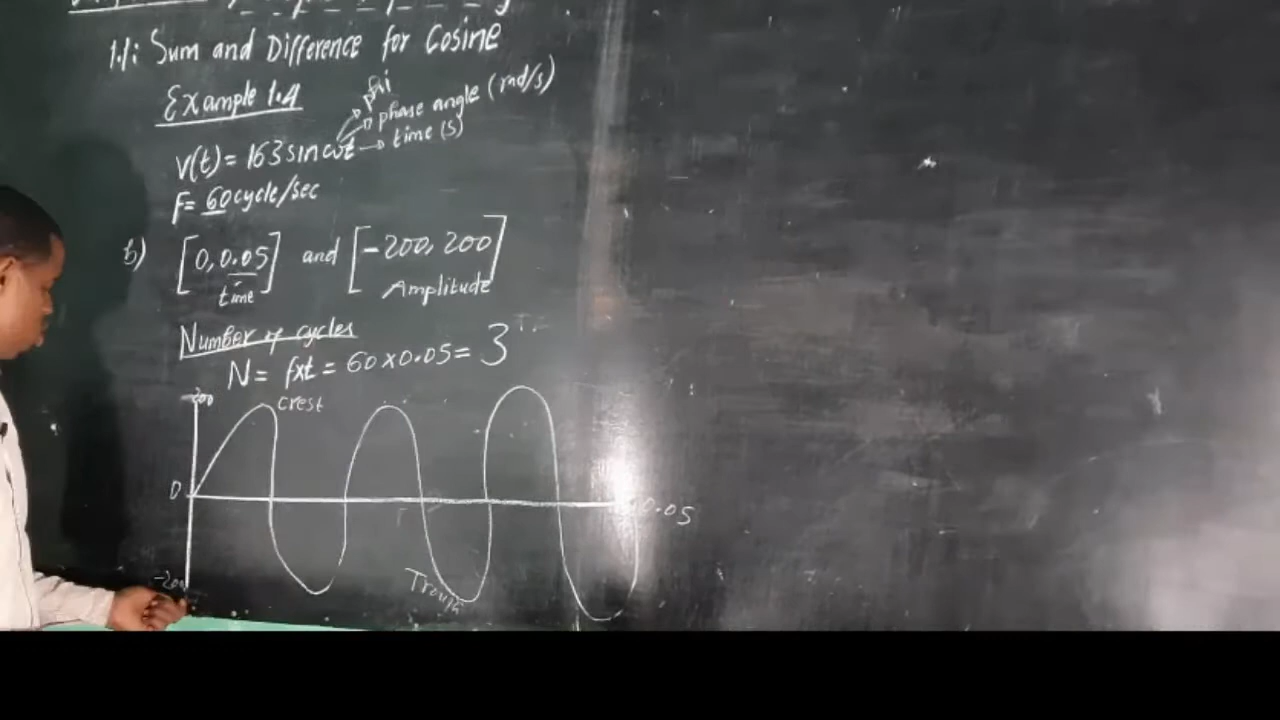 1.1: Sum and Difference for Cosine
Example 1.4
phase angle (rad/s)
V(t) = 163 sin ωt → time (s)
F = 60 cycle/sec
b) [0, 0.05] and [-200, 200]
time Amplitude
Number of cycles
N = fxt = 60 x 0.05 = 3
200 crest
0 0.05
-200 Trough